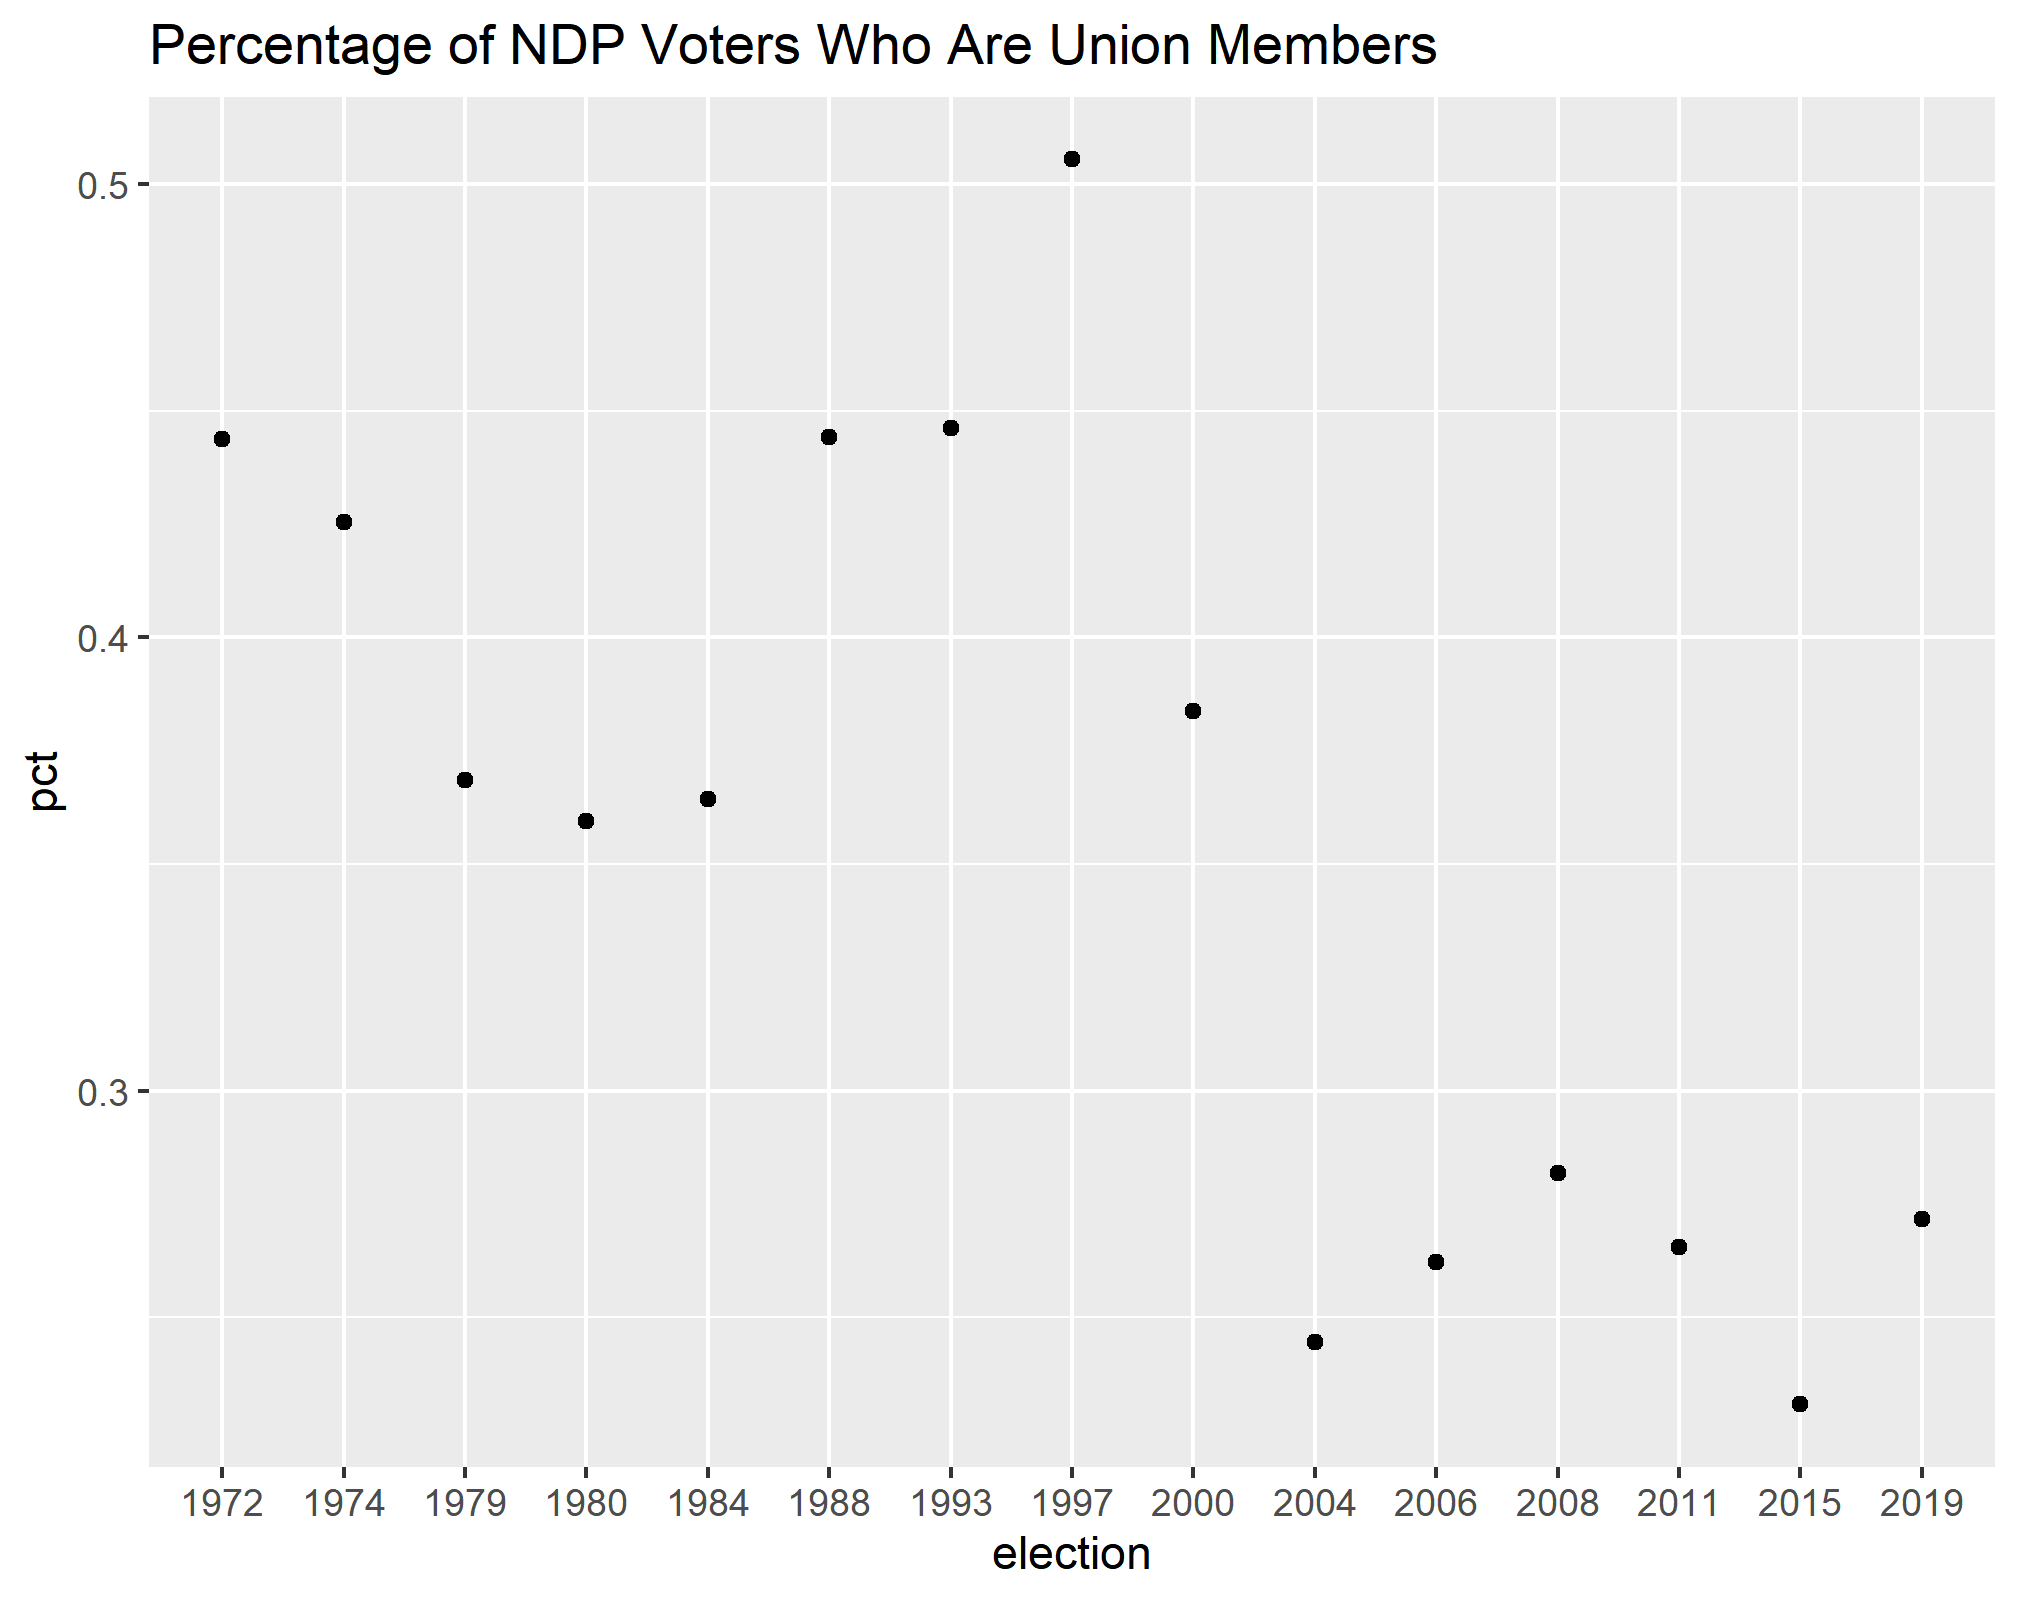 Percentage of NDP Voters Who Are Union Members
0.5
0.4
0.3
pct
1972 1974 1979 1980 1984 1988 1993 1997 2000 2004 2006 2008 2011 2015 2019
election